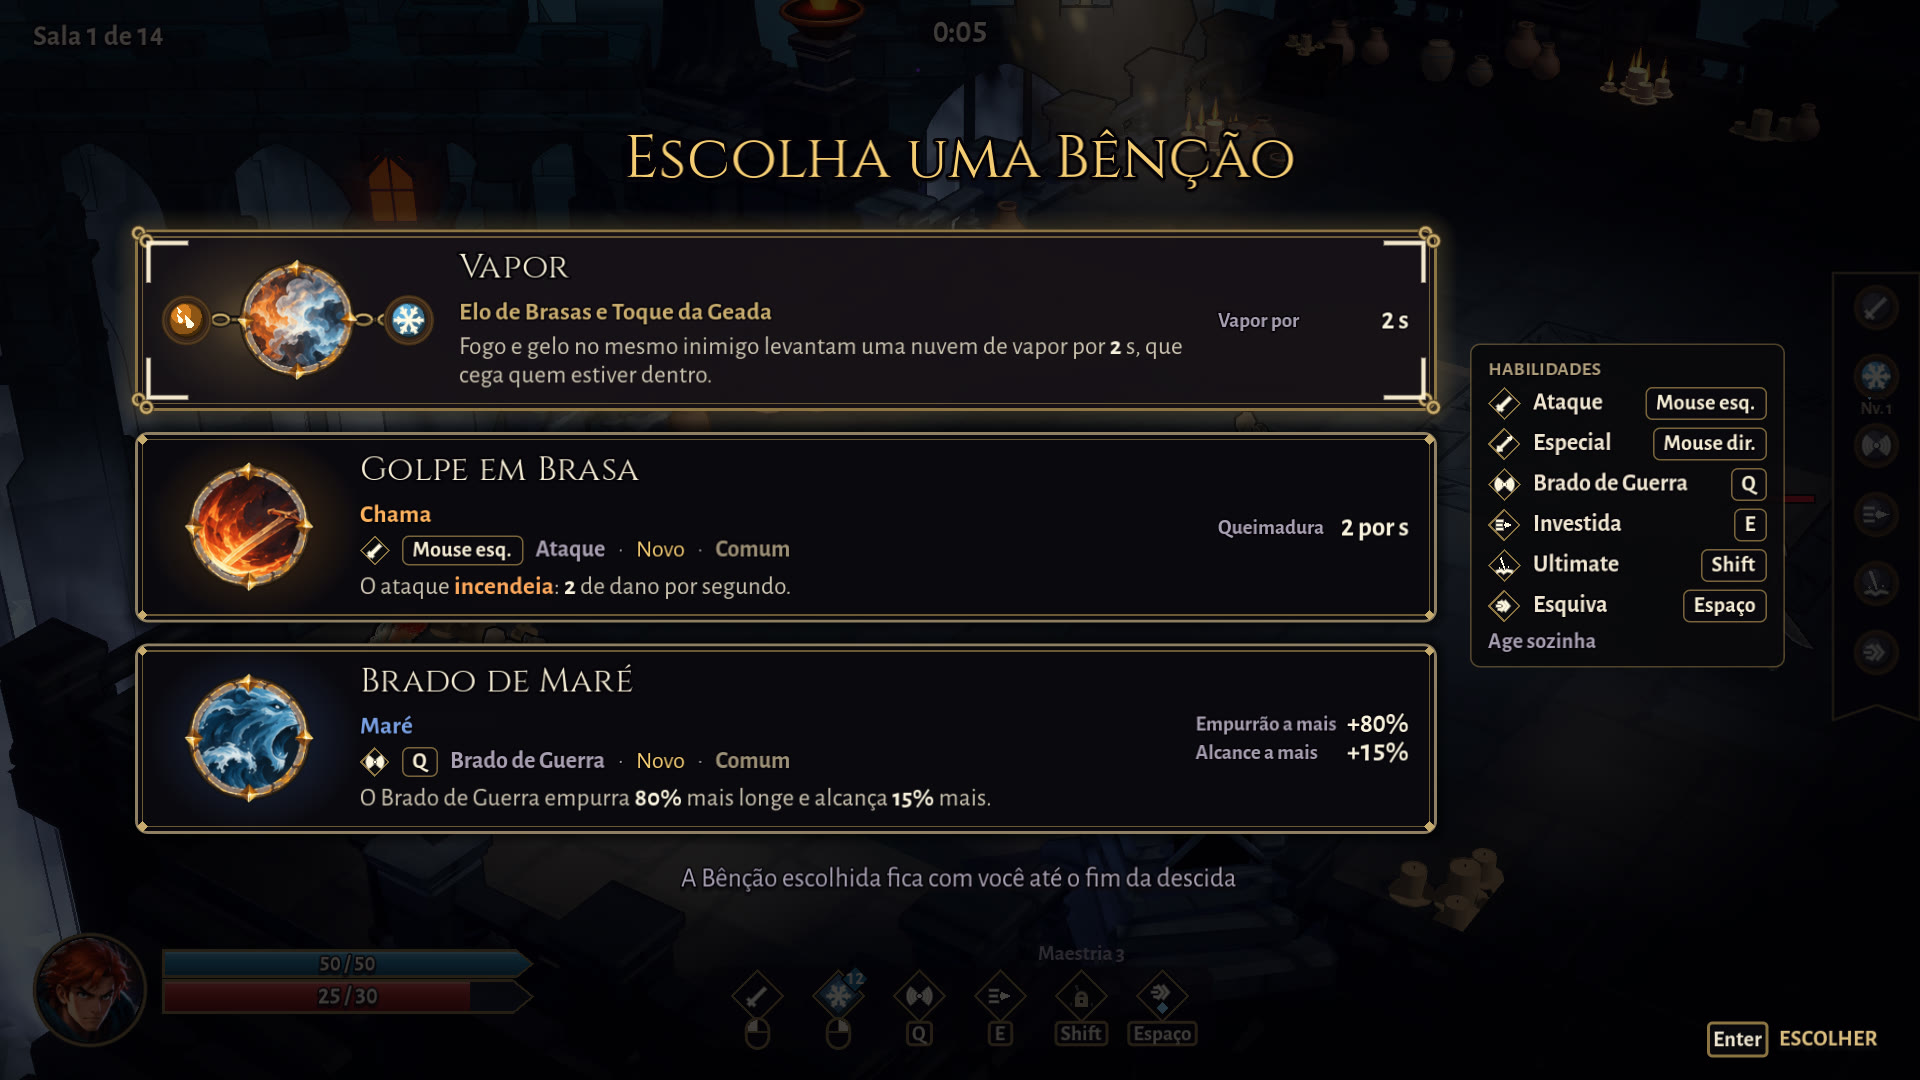 Sala 1 de 14
0:05
Escolha uma Bênção
Vapor
Elo de Brasas e Toque da Geada
Fogo e gelo no mesmo inimigo levantam uma nuvem de vapor por 2 s, que
cega quem estiver dentro.
Vapor por 2 s
Golpe em Brasa
Chama
Mouse esq. Ataque · Novo · Comum
O ataque incendeia: 2 de dano por segundo.
Queimadura 2 por s
Brado de Maré
Maré
Q Brado de Guerra · Novo · Comum
O Brado de Guerra empurra 80% mais longe e alcança 15% mais.
Empurrão a mais +80%
Alcance a mais +15%
HABILIDADES
Ataque Mouse esq.
Especial Mouse dir.
Brado de Guerra Q
Investida E
Ultimate Shift
Esquiva Espaço
Age sozinha
Nv. 1
A Bênção escolhida fica com você até o fim da descida
50/50
25/30
Maestria 3
12
Q
E
Shift
Espaço
Enter ESCOLHER